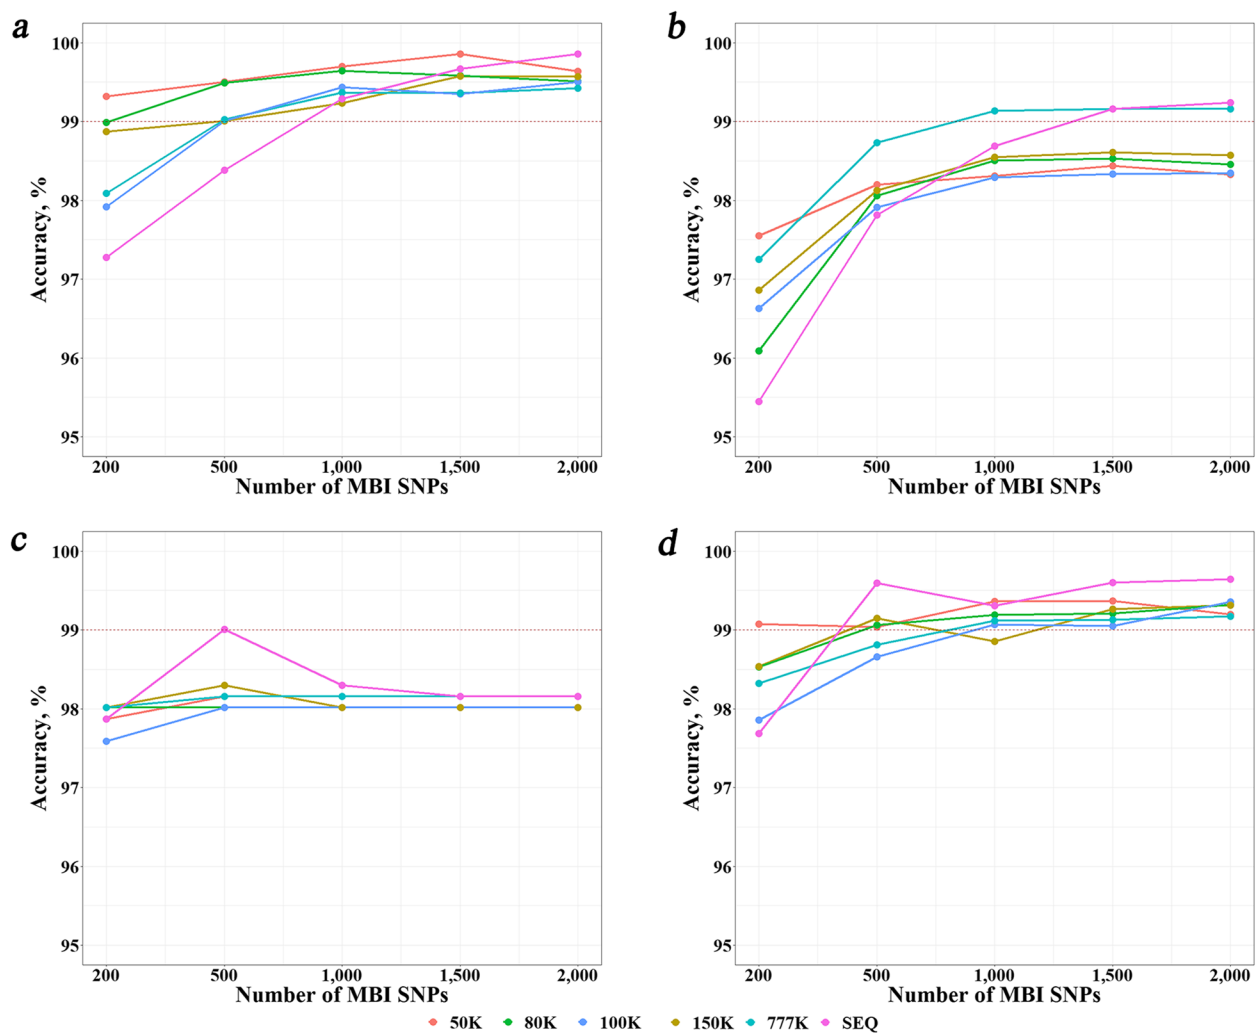 a
100
99
98
97
96
95
Accuracy, %
200 500 1,000 1,500 2,000
Number of MBI SNPs
b
100
99
98
97
96
95
Accuracy, %
200 500 1,000 1,500 2,000
Number of MBI SNPs
c
100
99
98
97
96
95
Accuracy, %
200 500 1,000 1,500 2,000
Number of MBI SNPs
d
100
99
98
97
96
95
Accuracy, %
200 500 1,000 1,500 2,000
Number of MBI SNPs
50K 80K 100K 150K 777K SEQ